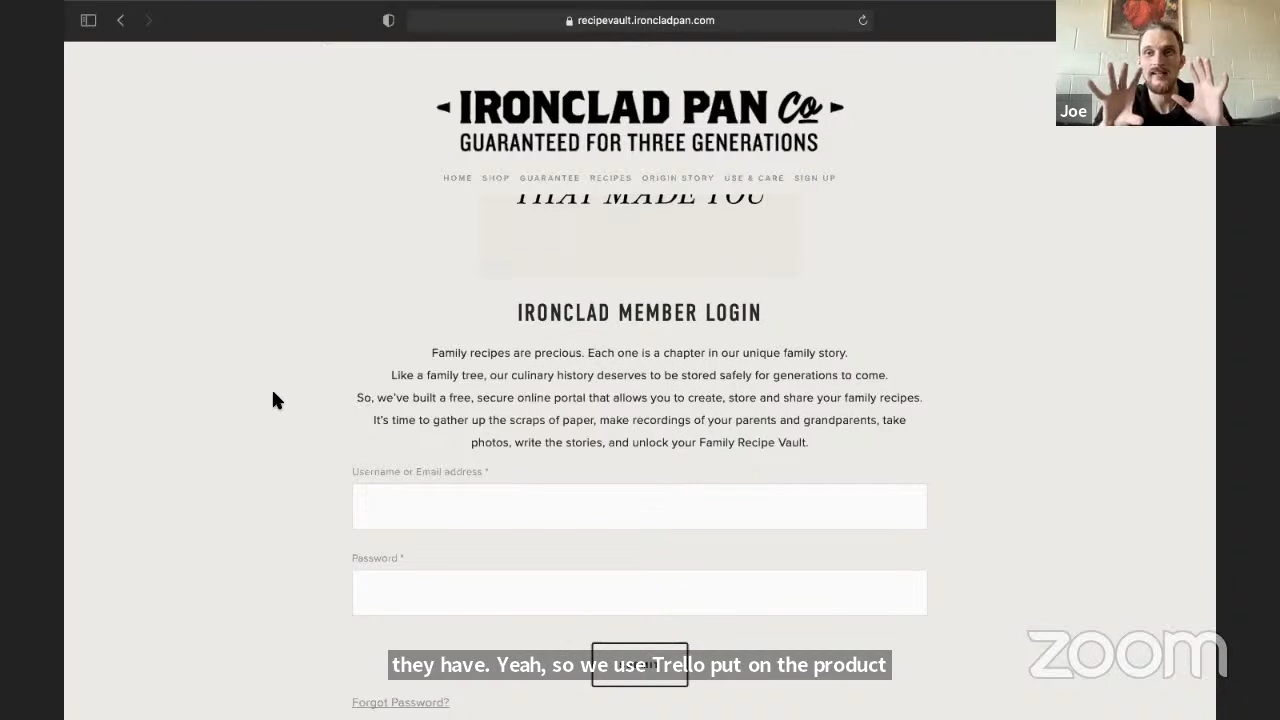 recipevault.ironcladpan.com
Joe
IRONCLAD PAN Co
GUARANTEED FOR THREE GENERATIONS
HOME SHOP GUARANTEE RECIPES ORIGIN STORY USE & CARE SIGN UP
THAT MADE YOU
IRONCLAD MEMBER LOGIN
Family recipes are precious. Each one is a chapter in our unique family story.
Like a family tree, our culinary history deserves to be stored safely for generations to come.
So, we've built a free, secure online portal that allows you to create, store and share your family recipes.
It's time to gather up the scraps of paper, make recordings of your parents and grandparents, take
photos, write the stories, and unlock your Family Recipe Vault.
Username or Email address *
Password *
they have. Yeah, so we use Trello put on the product
zoom
Forgot Password?